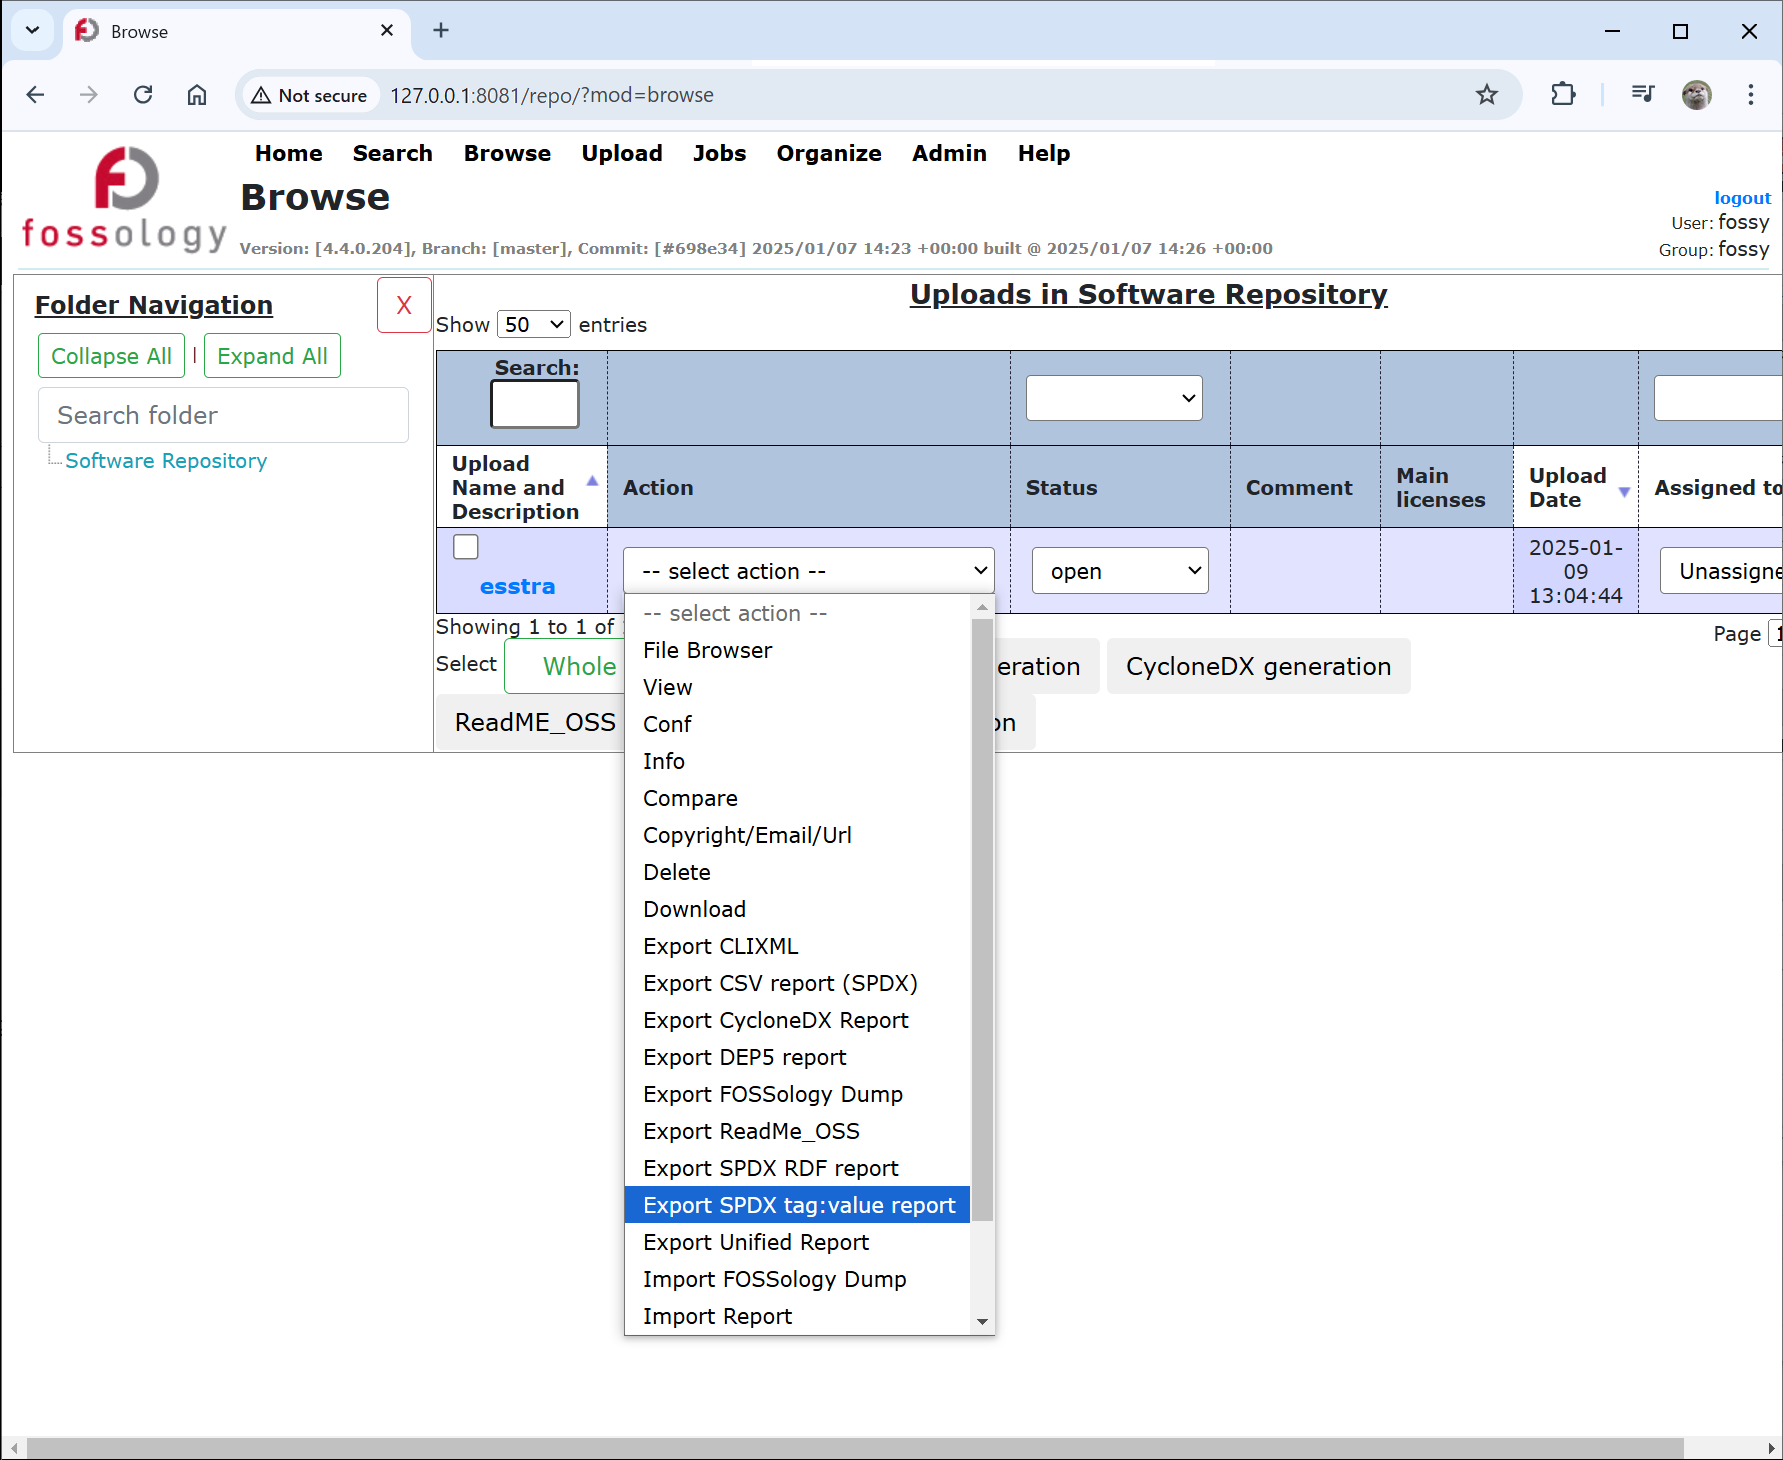 Browse
Not secure 127.0.0.1:8081/repo/?mod=browse
Home Search Browse Upload Jobs Organize Admin Help
Browse
fossology
Version: [4.4.0.204], Branch: [master], Commit: [#698e34] 2025/01/07 14:23 +00:00 built @ 2025/01/07 14:26 +00:00
logout
User: fossy
Group: fossy
Folder Navigation
X
Collapse All | Expand All
Search folder
Software Repository
Uploads in Software Repository
Show 50 entries
Search:
Upload Name and Description
Action
Status
Comment
Main licenses
Upload Date
Assigned to
esstra
-- select action --
open
2025-01-09 13:04:44
Unassigne
Showing 1 to 1 of
Page 1
Select Whole
eration
CycloneDX generation
ReadME_OSS
on
-- select action --
File Browser
View
Conf
Info
Compare
Copyright/Email/Url
Delete
Download
Export CLIXML
Export CSV report (SPDX)
Export CycloneDX Report
Export DEP5 report
Export FOSSology Dump
Export ReadMe_OSS
Export SPDX RDF report
Export SPDX tag:value report
Export Unified Report
Import FOSSology Dump
Import Report